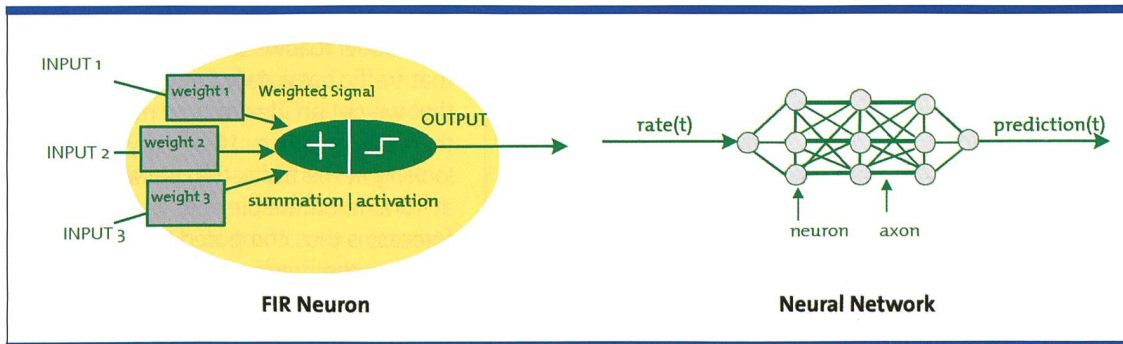 INPUT 1
weight 1
Weighted Signal
OUTPUT
INPUT 2
weight 2
weight 3
summation | activation
INPUT 3
FIR Neuron
rate(t)
prediction(t)
neuron
axon
Neural Network